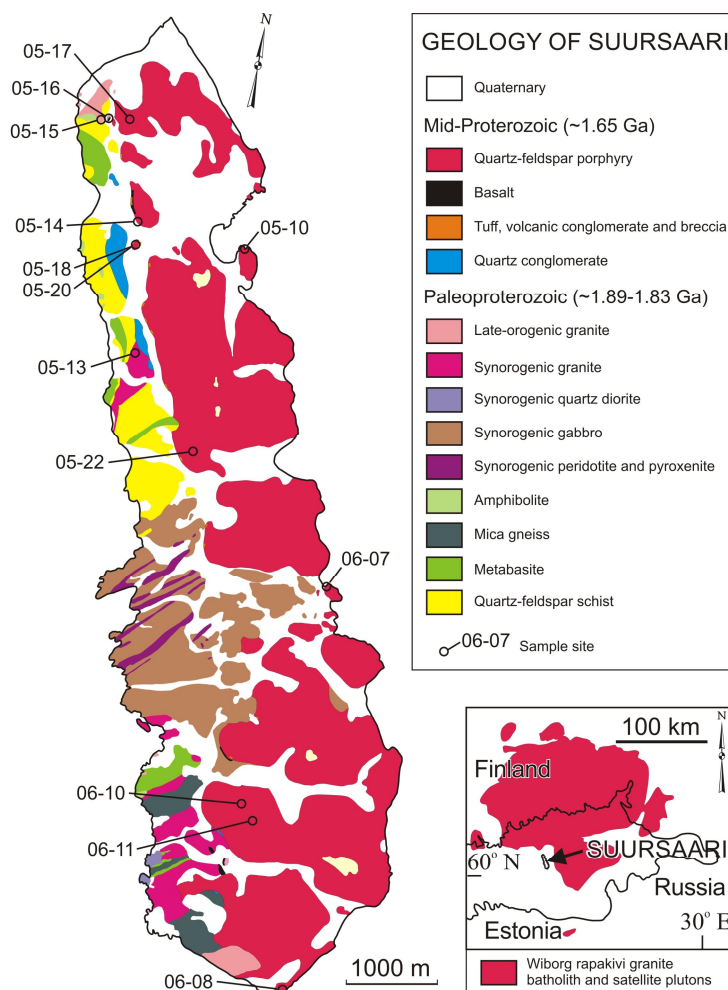 N
05-17
05-16
05-15
05-14
05-10
05-18
05-20
05-13
05-22
06-07
06-10
06-11
06-08
1000 m
GEOLOGY OF SUURSAARI
Quaternary
Mid-Proterozoic (~1.65 Ga)
Quartz-feldspar porphyry
Basalt
Tuff, volcanic conglomerate and breccia
Quartz conglomerate
Paleoproterozoic (~1.89-1.83 Ga)
Late-orogenic granite
Synorogenic granite
Synorogenic quartz diorite
Synorogenic gabbro
Synorogenic peridotite and pyroxenite
Amphibolite
Mica gneiss
Metabasite
Quartz-feldspar schist
06-07 Sample site
N
100 km
Finland
60° N
SUURSAARI
Russia
Estonia
30° E
Wiborg rapakivi granite
batholith and satellite plutons